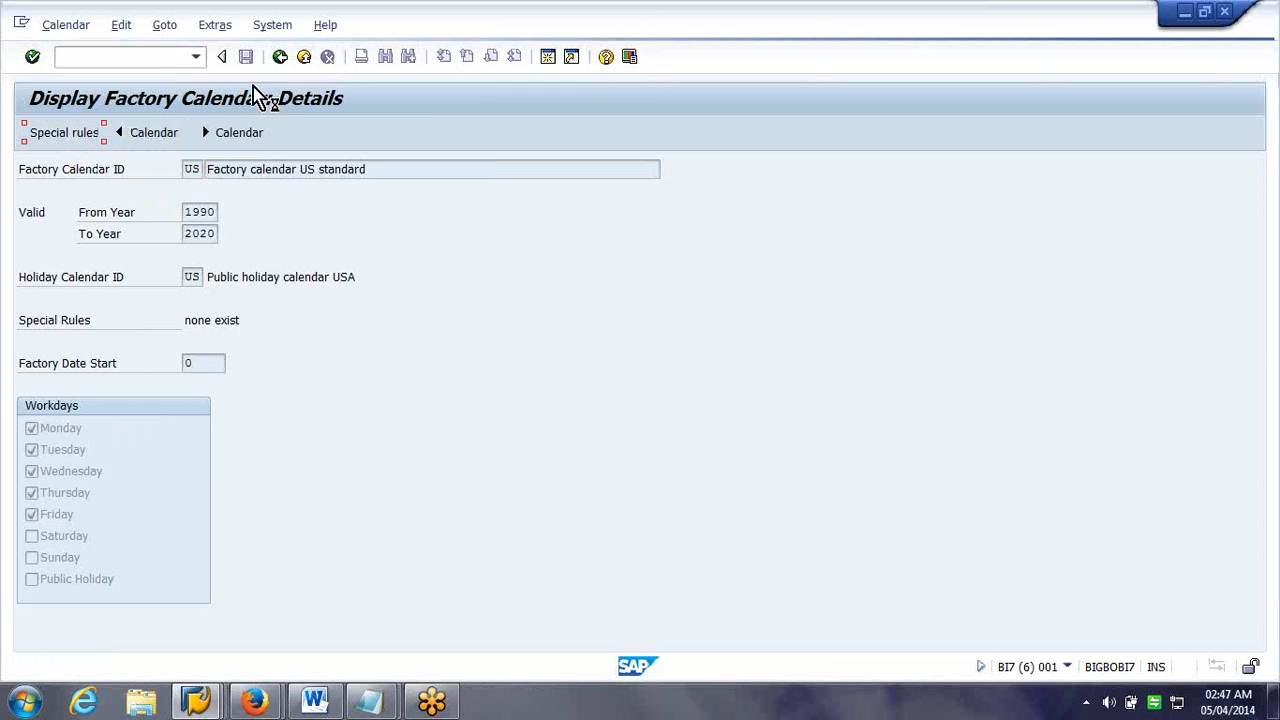 Calendar Edit Goto Extras System Help
Display Factory Calendar: Details
Special rules Calendar Calendar
Factory Calendar ID US Factory calendar US standard
Valid From Year 1990
To Year 2020
Holiday Calendar ID US Public holiday calendar USA
Special Rules none exist
Factory Date Start 0
Workdays
Monday
Tuesday
Wednesday
Thursday
Friday
Saturday
Sunday
Public Holiday
SAP BI7 (6) 001 BIGBOBI7 INS
02:47 AM
05/04/2014